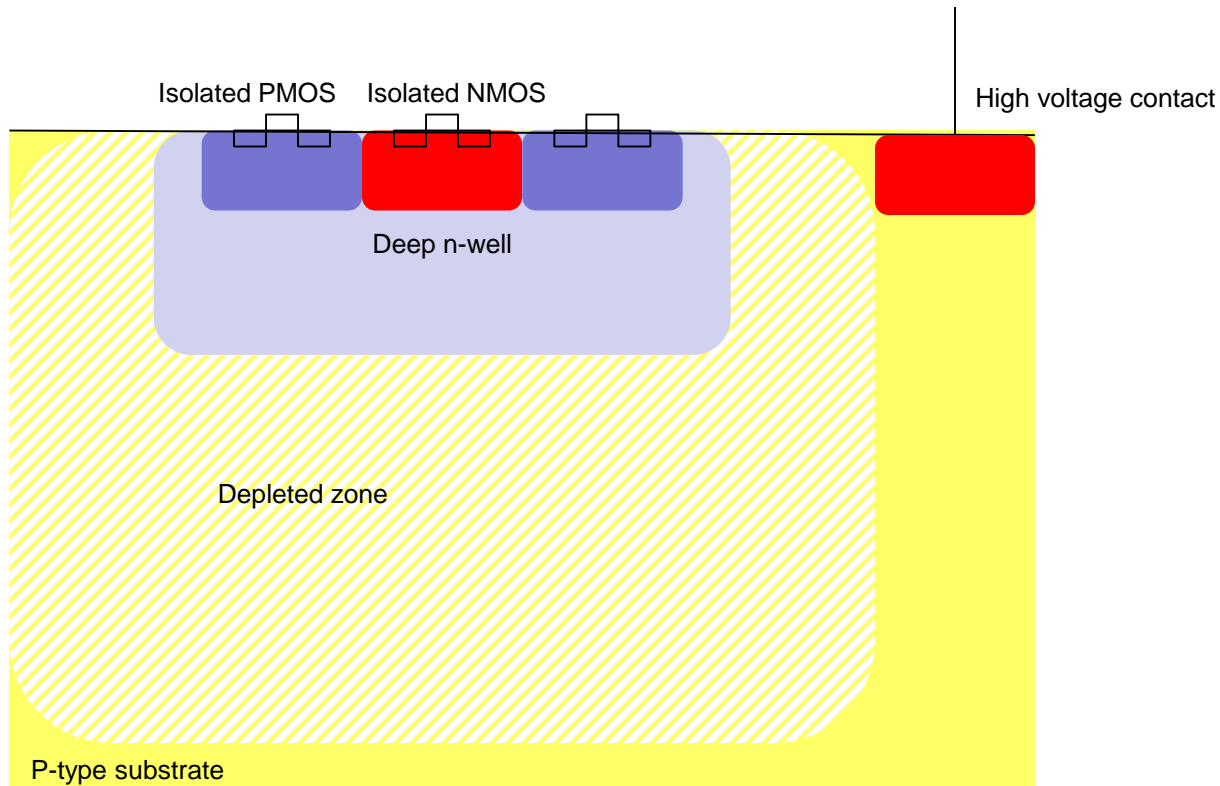 Isolated PMOS
Isolated NMOS
High voltage contact
Deep n-well
Depleted zone
P-type substrate